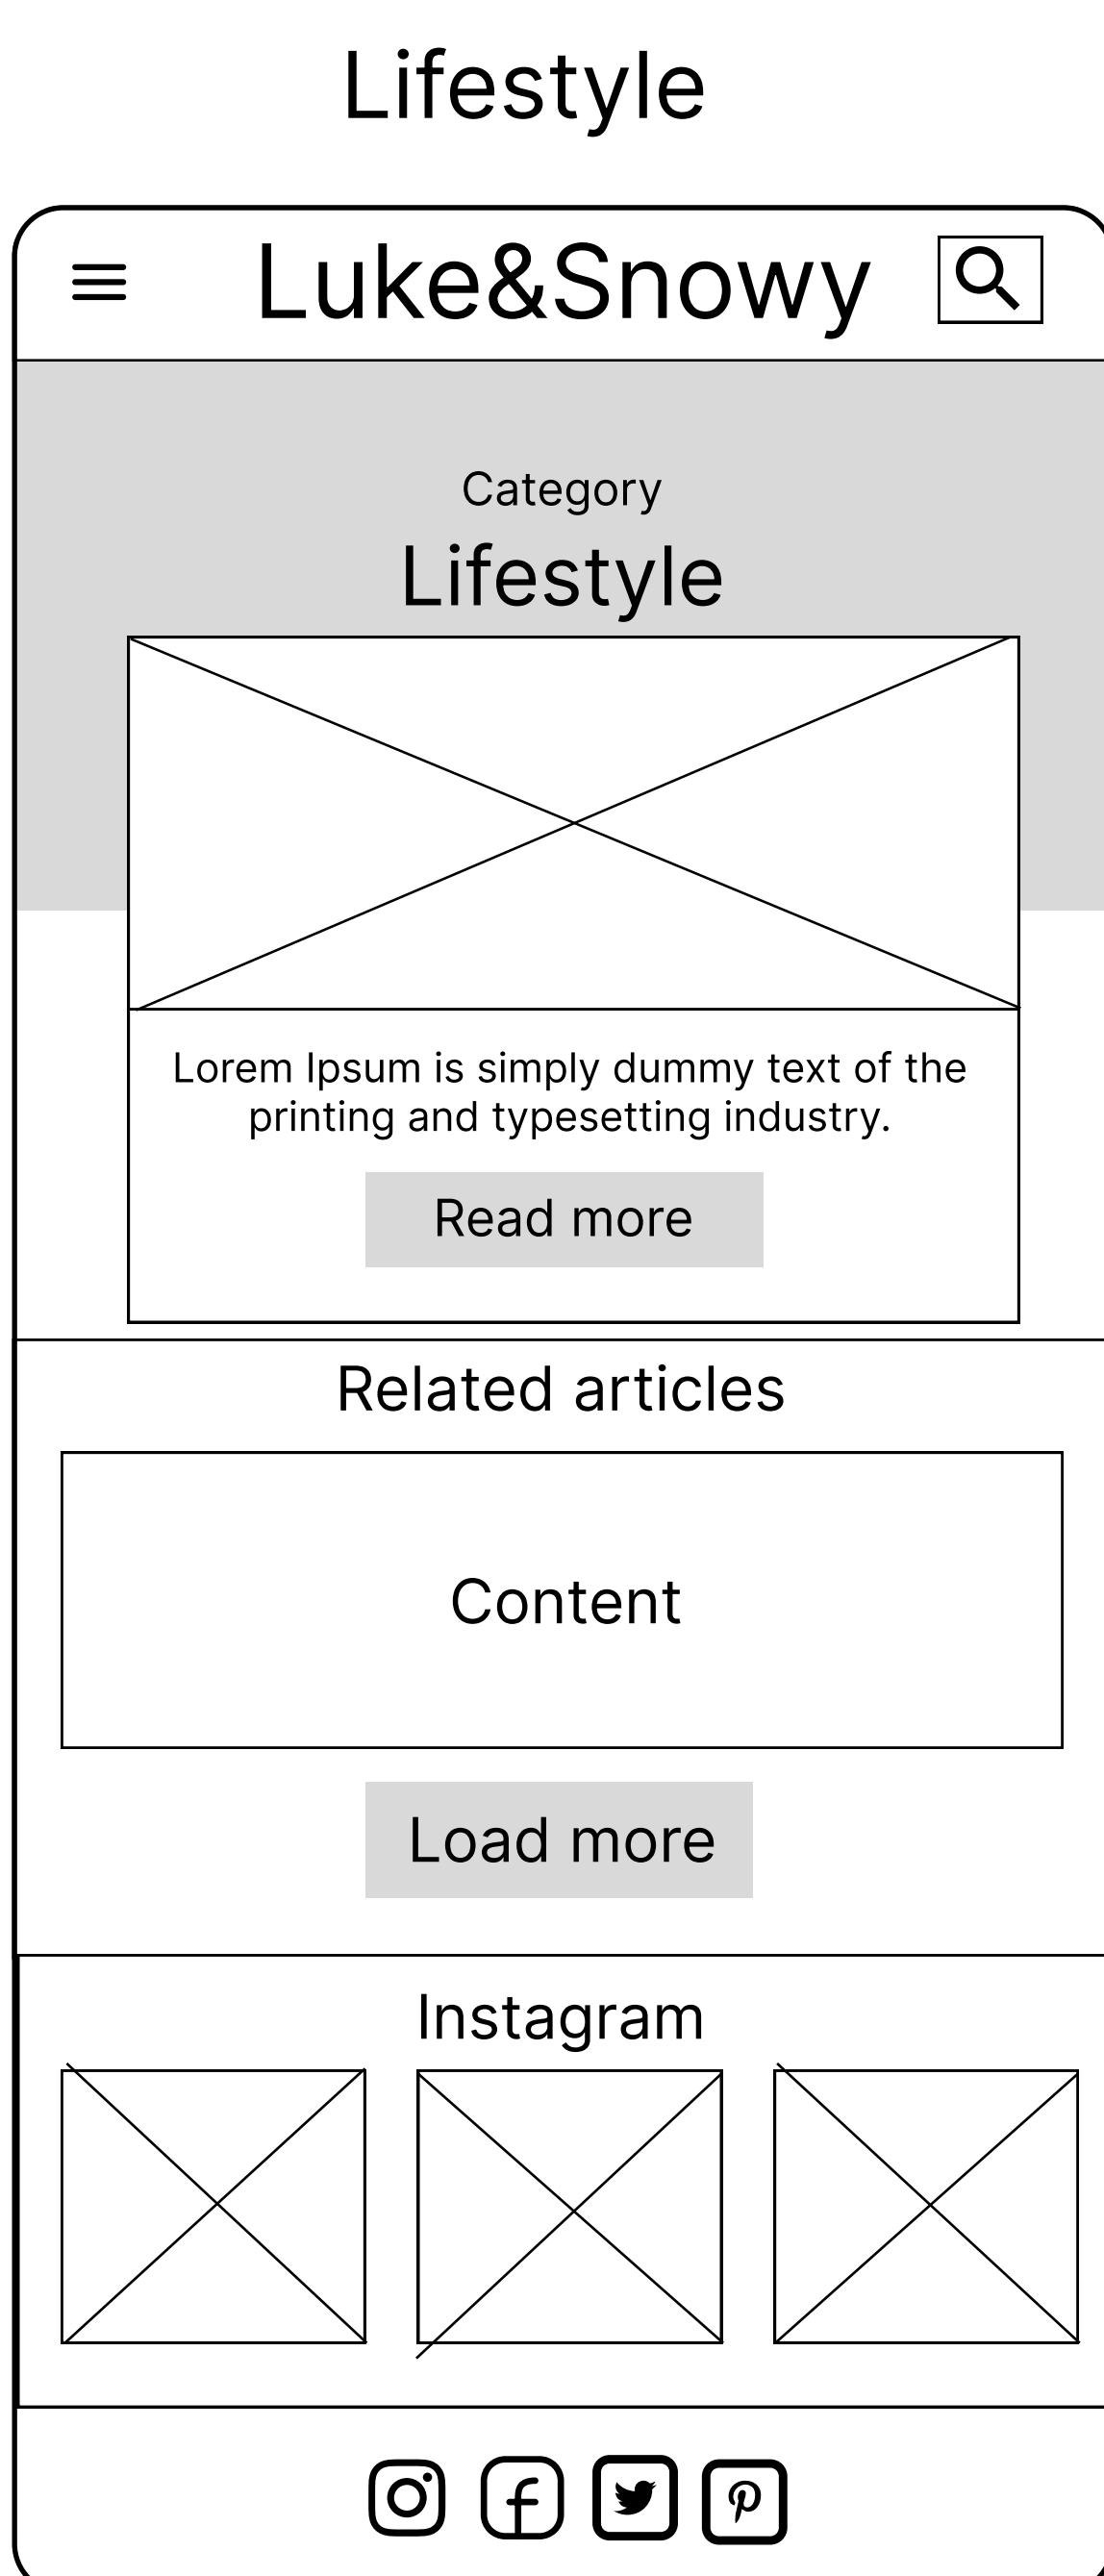 Lifestyle
Luke&Snowy
Category
Lifestyle
Lorem Ipsum is simply dummy text of the
printing and typesetting industry.
Read more
Related articles
Content
Load more
Instagram